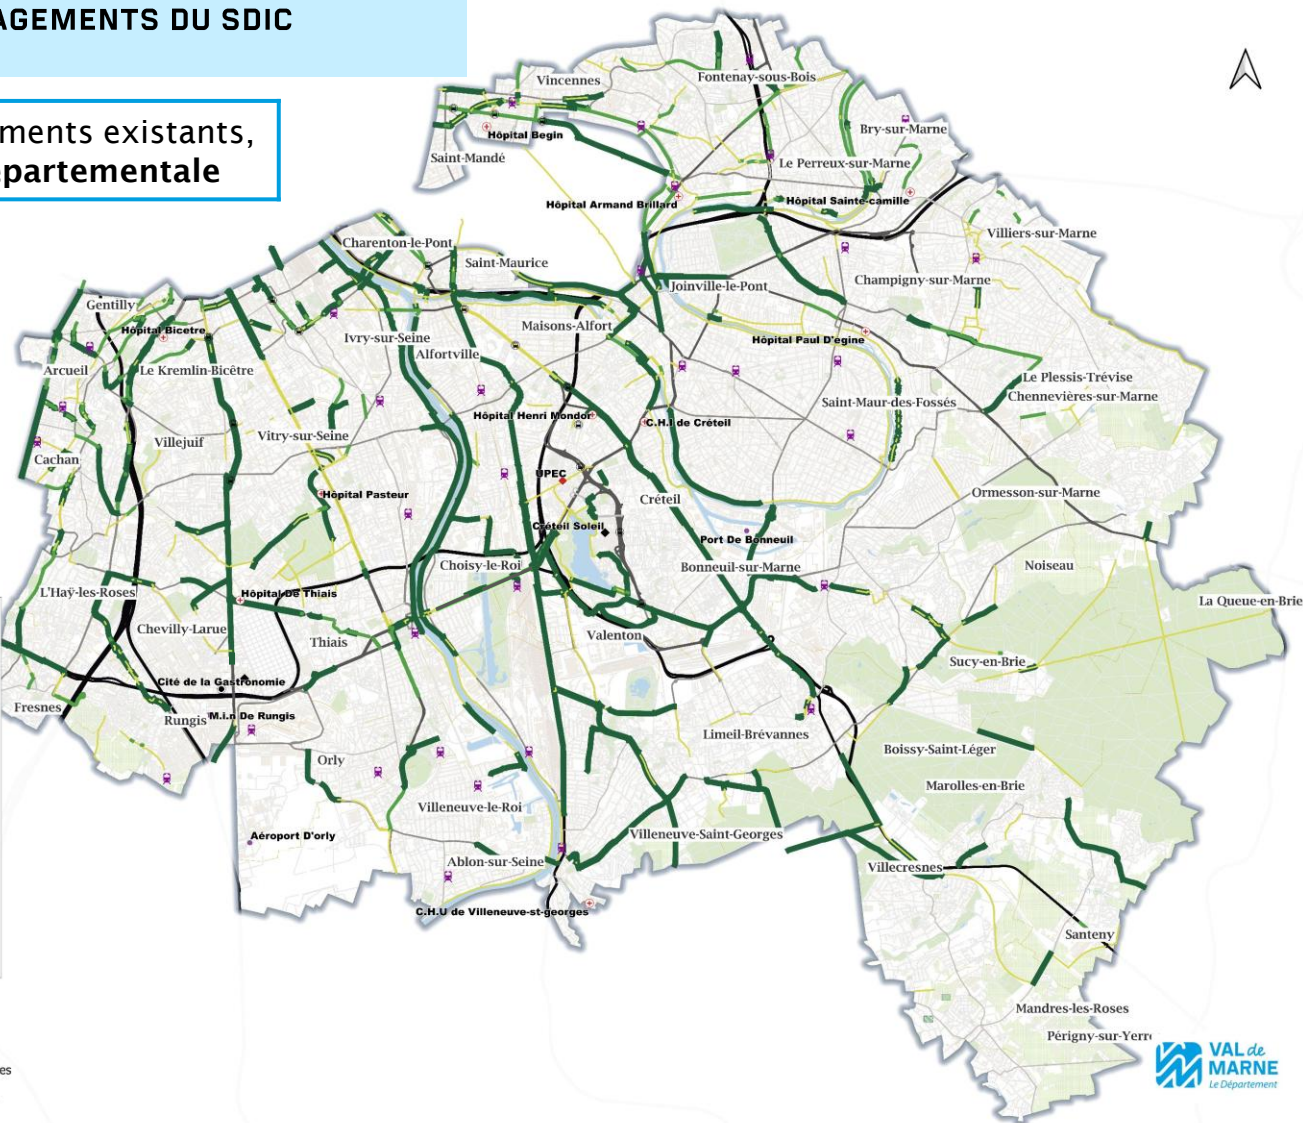 AGEMENTS DU SDIC
ments existants,
épartementale
Vincennes
Fontenay-sous-Bois
Bry-sur-Marne
Hôpital Begin
Saint-Mandé
Le Perreux-sur-Marne
Hôpital Armand Brillard
Hôpital Sainte-camille
Villiers-sur-Marne
Charenton-le-Pont
Saint-Maurice
Joinville-le-Pont
Champigny-sur-Marne
Gentilly
Hôpital Bicetre
Ivry-sur-Seine
Maisons-Alfort
Hôpital Paul D'égine
Alfortville
Arcueil
Le Kremlin-Bicêtre
Le Plessis-Trévise
Chennevières-sur-Marne
Saint-Maur-des-Fossés
Hôpital Henri Mondor
C.H.I de Créteil
Villejuif
Vitry-sur-Seine
Cachan
UPEC
Hôpital Pasteur
Créteil
Ormesson-sur-Marne
Créteil Soleil
Port De Bonneuil
Choisy-le-Roi
Bonneuil-sur-Marne
Noiseau
L'Haÿ-les-Roses
Hôpital De Thiais
La Queue-en-Brie
Chevilly-Larue
Thiais
Valenton
Sucy-en-Brie
Cité de la Gastronomie
Fresnes
Rungis
M.i.n De Rungis
Limeil-Brévannes
Boissy-Saint-Léger
Orly
Marolles-en-Brie
Villeneuve-le-Roi
Aéroport D'orly
Villeneuve-Saint-Georges
Ablon-sur-Seine
Villecresnes
C.H.U de Villeneuve-st-georges
Santeny
Mandres-les-Roses
Périgny-sur-Yerr
VAL de
MARNE
Le Département
es